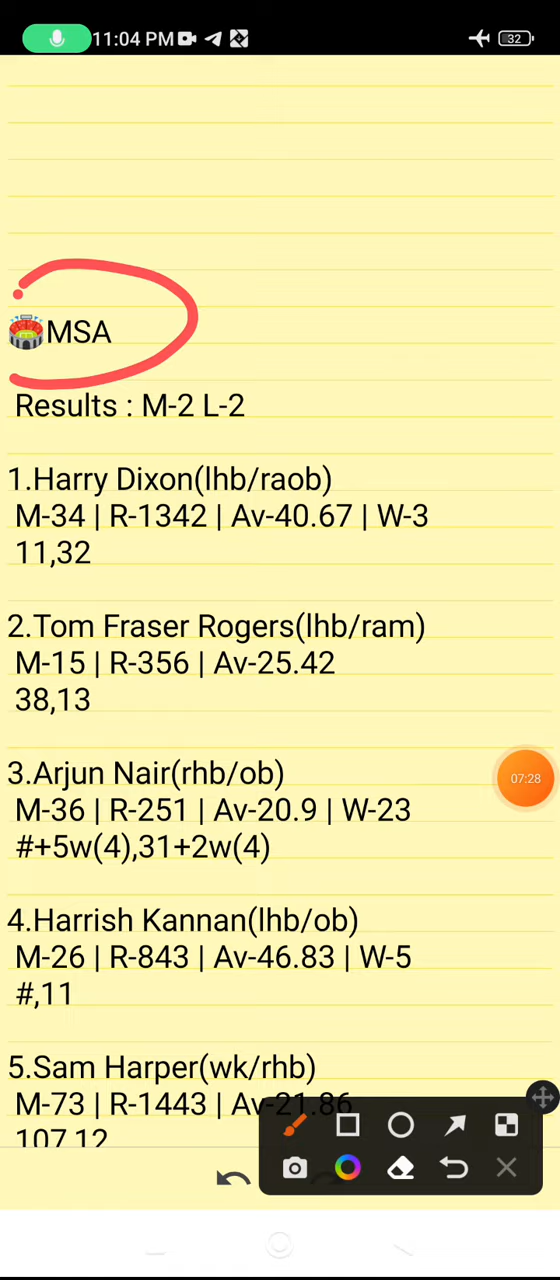 11:04 PM 32
MSA
Results : M-2 L-2
1.Harry Dixon(lhb/raob)
M-34 | R-1342 | Av-40.67 | W-3
11,32
2.Tom Fraser Rogers(lhb/ram)
M-15 | R-356 | Av-25.42
38,13
3.Arjun Nair(rhb/ob)
07:28
M-36 | R-251 | Av-20.9 | W-23
#+5w(4),31+2w(4)
4.Harrish Kannan(lhb/ob)
M-26 | R-843 | Av-46.83 | W-5
#,11
5.Sam Harper(wk/rhb)
M-73 | R-1443 | Av-21.86
107,12